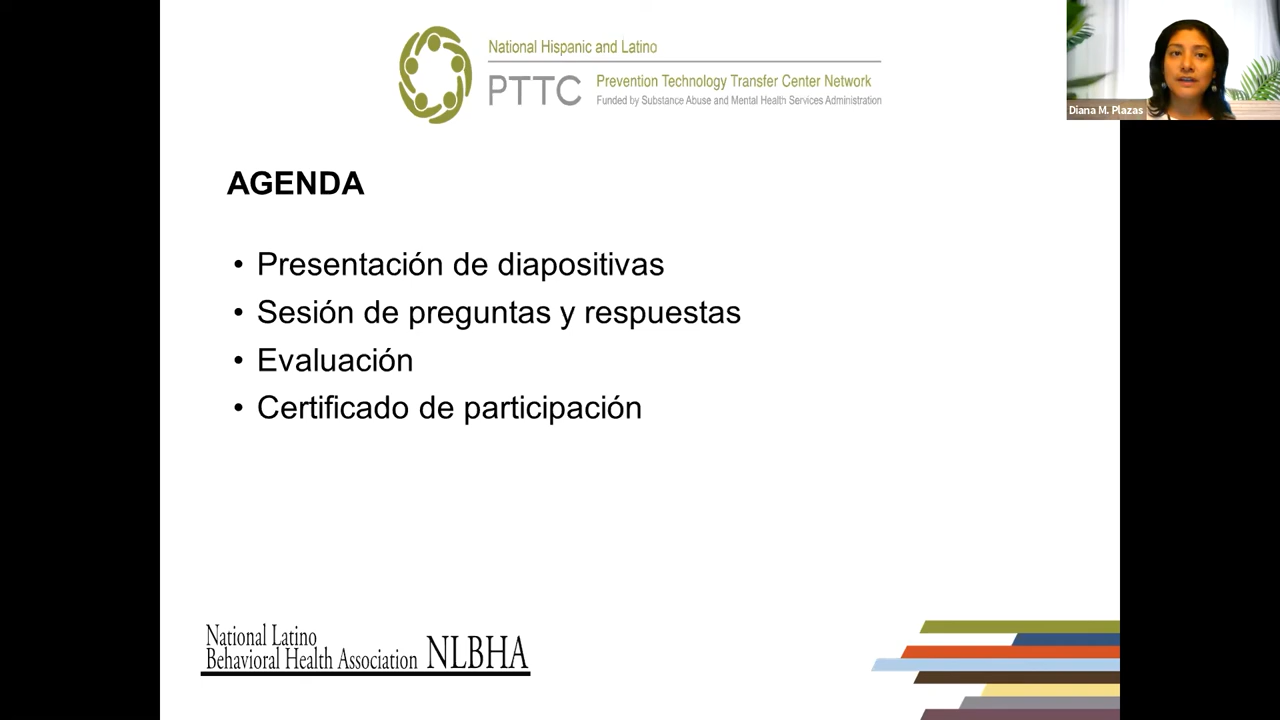 National Hispanic and Latino
PTTC
Prevention Technology Transfer Center Network
Funded by Substance Abuse and Mental Health Services Administration
Diana M. Plazas
AGENDA
• Presentación de diapositivas
• Sesión de preguntas y respuestas
• Evaluación
• Certificado de participación
National Latino
Behavioral Health Association NLBHA